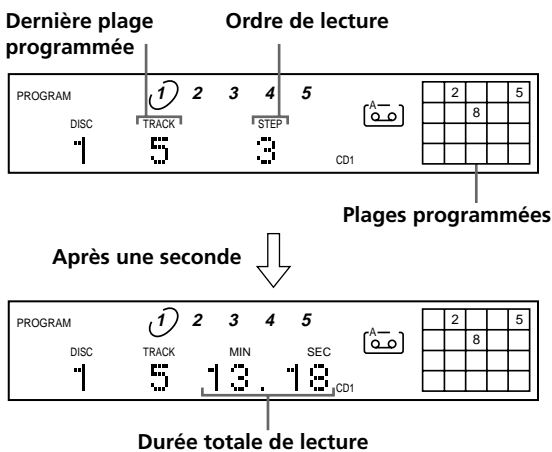 Dernière plage programmée
Ordre de lecture
PROGRAM 1 2 3 4 5
DISC TRACK STEP
1 5 3 CD1
A
2 5
8
Plages programmées
Après une seconde
PROGRAM 1 2 3 4 5
DISC TRACK MIN SEC
1 5 13.18 CD1
A
2 5
8
Durée totale de lecture